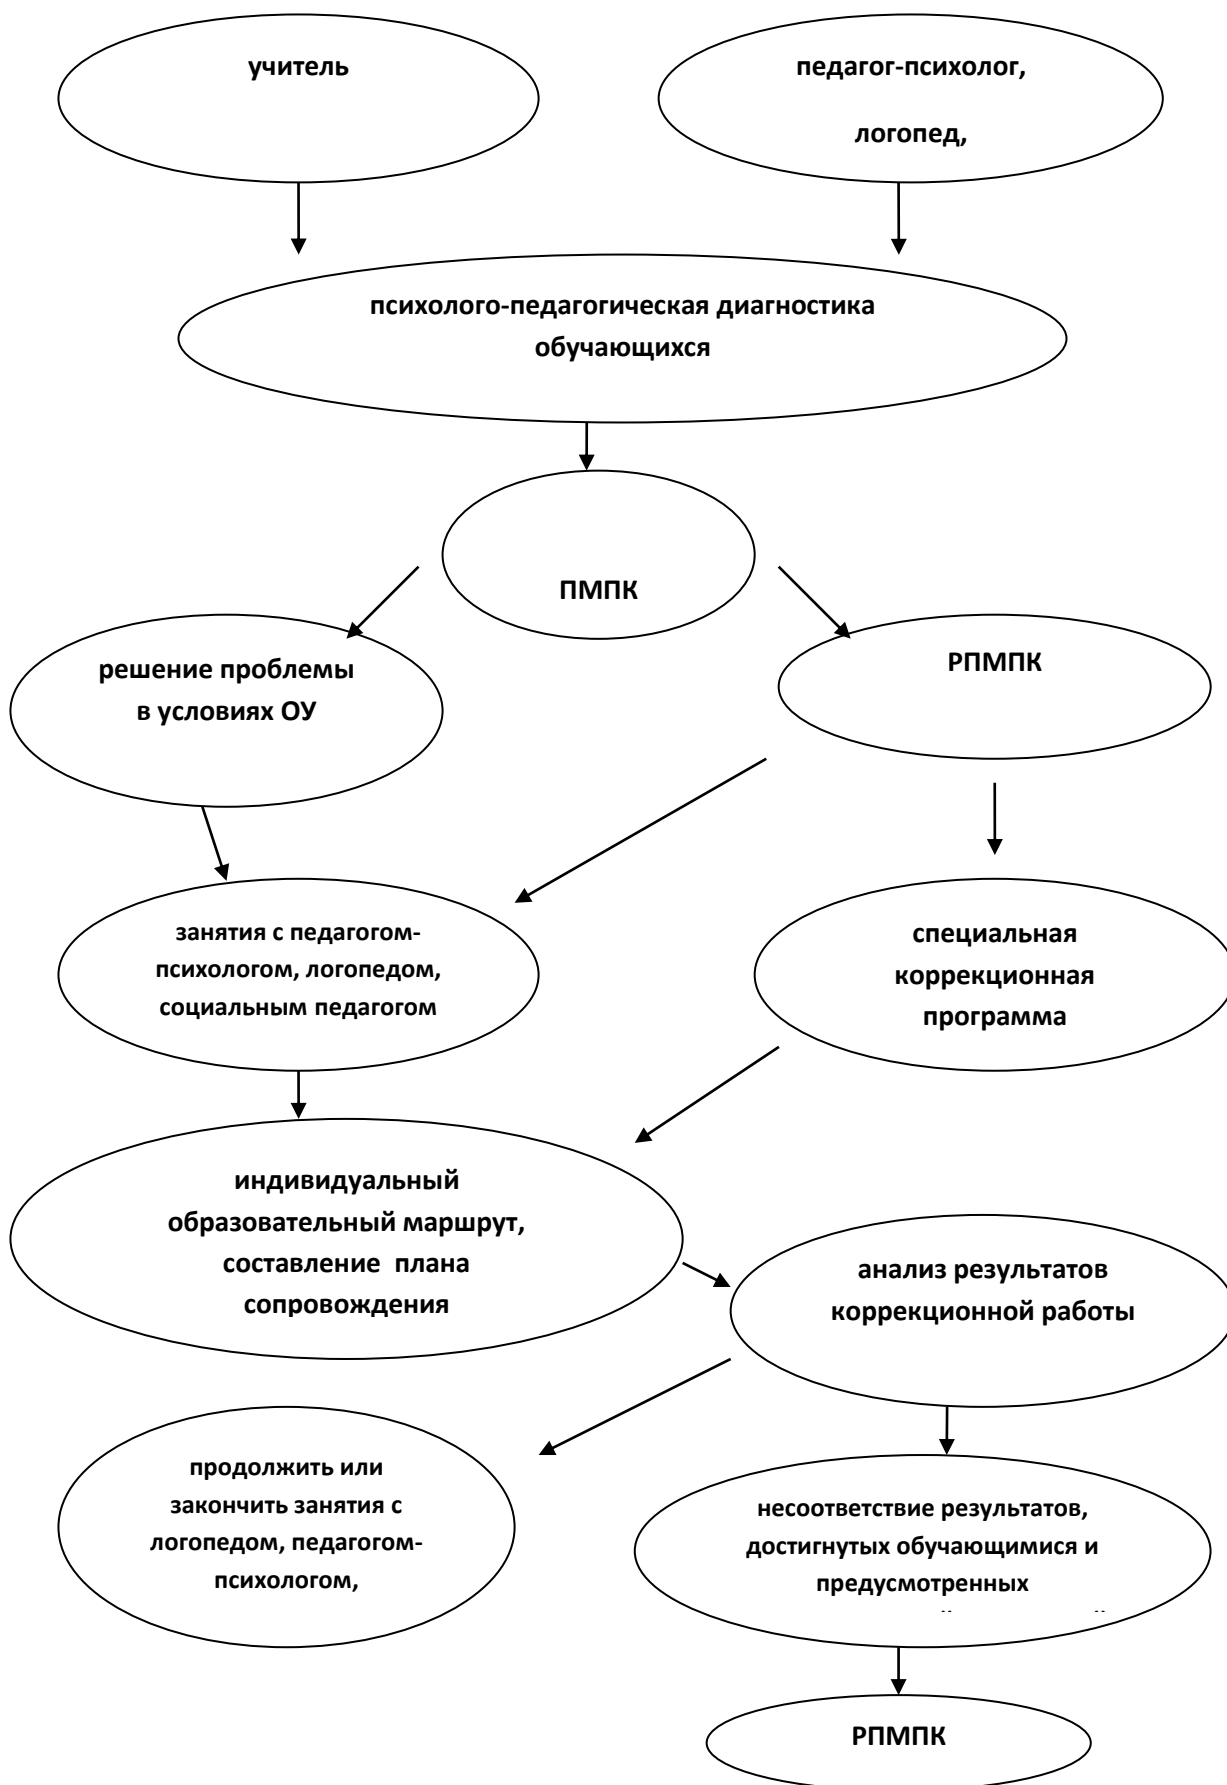 учитель
педагог-психолог,
логопед,
психолого-педагогическая диагностика
обучающихся
ПМПК
решение проблемы
в условиях ОУ
РПМПК
занятия с педагогом-
психологом, логопедом,
социальным педагогом
специальная
коррекционная
программа
индивидуальный
образовательный маршрут,
составление плана
сопровождения
анализ результатов
коррекционной работы
продолжить или
закончить занятия с
логопедом, педагогом-
психологом,
несоответствие результатов,
достигнутых обучающимися и
предусмотренных
РПМПК